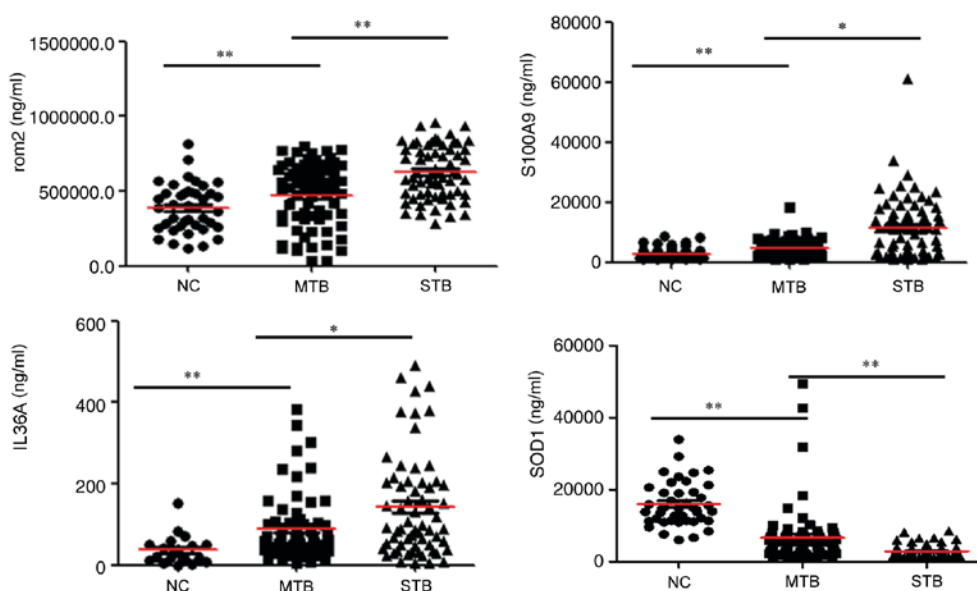 rom2 (ng/ml)
1500000.0
1000000.0
500000.0
0.0
**
**
NC
MTB
STB
S100A9 (ng/ml)
80000
60000
40000
20000
0
**
*
NC
MTB
STB
IL36A (ng/ml)
600
400
200
0
**
*
NC
MTB
STB
SOD1 (ng/ml)
60000
40000
20000
0
**
**
NC
MTB
STB